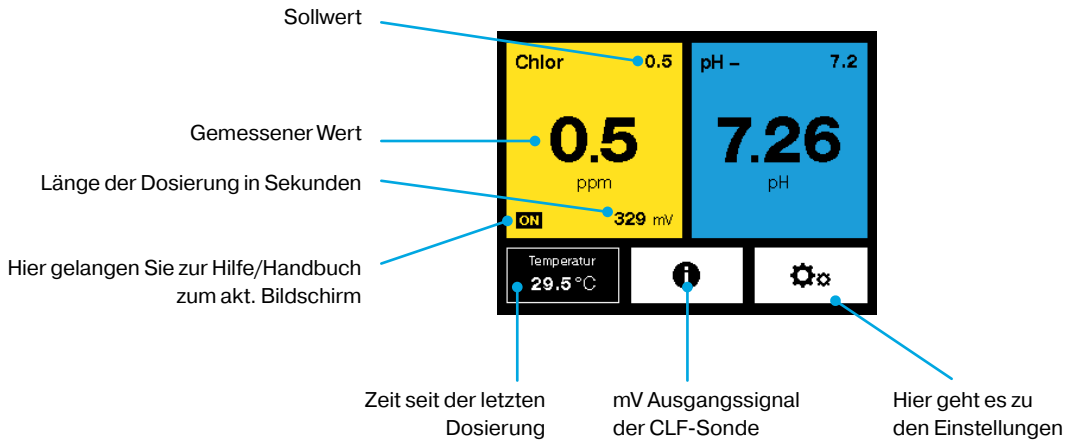 Sollwert
Chlor 0.5
pH – 7.2
Gemessener Wert
0.5
ppm
7.26
pH
Länge der Dosierung in Sekunden
ON 329 mV
Hier gelangen Sie zur Hilfe/Handbuch
zum akt. Bildschirm
Temperatur
29.5 °C
Zeit seit der letzten
Dosierung
mV Ausgangssignal
der CLF-Sonde
Hier geht es zu
den Einstellungen